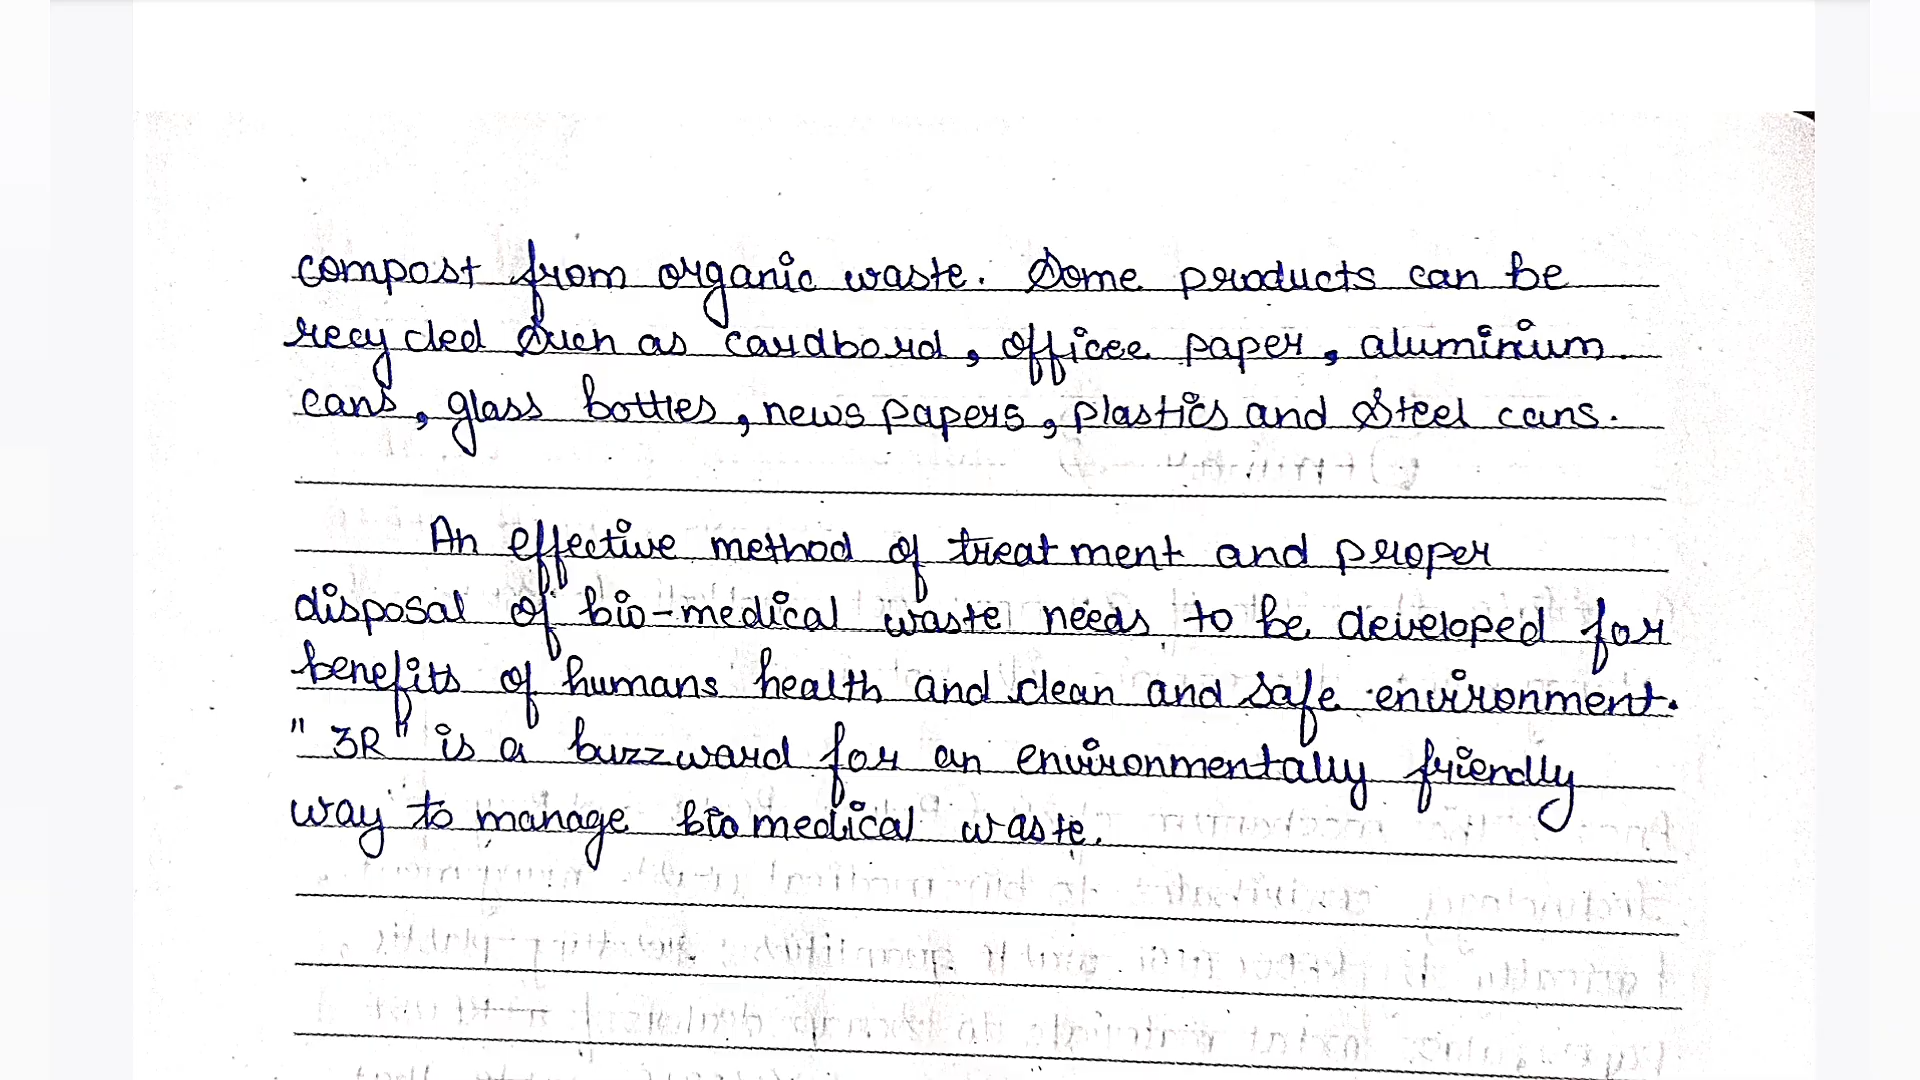 compost from organic waste. Some products can be
recycled such as cardbord, officee paper, aluminium
cans, glass bottles, news papers, plastics and steel cans.
An effective method of treatment and proper
disposal of bio-medical waste needs to be developed for
benefits of humans health and clean and safe environment.
"3R" is a buzzward for an environmentally friendly
way to manage bio medical waste.